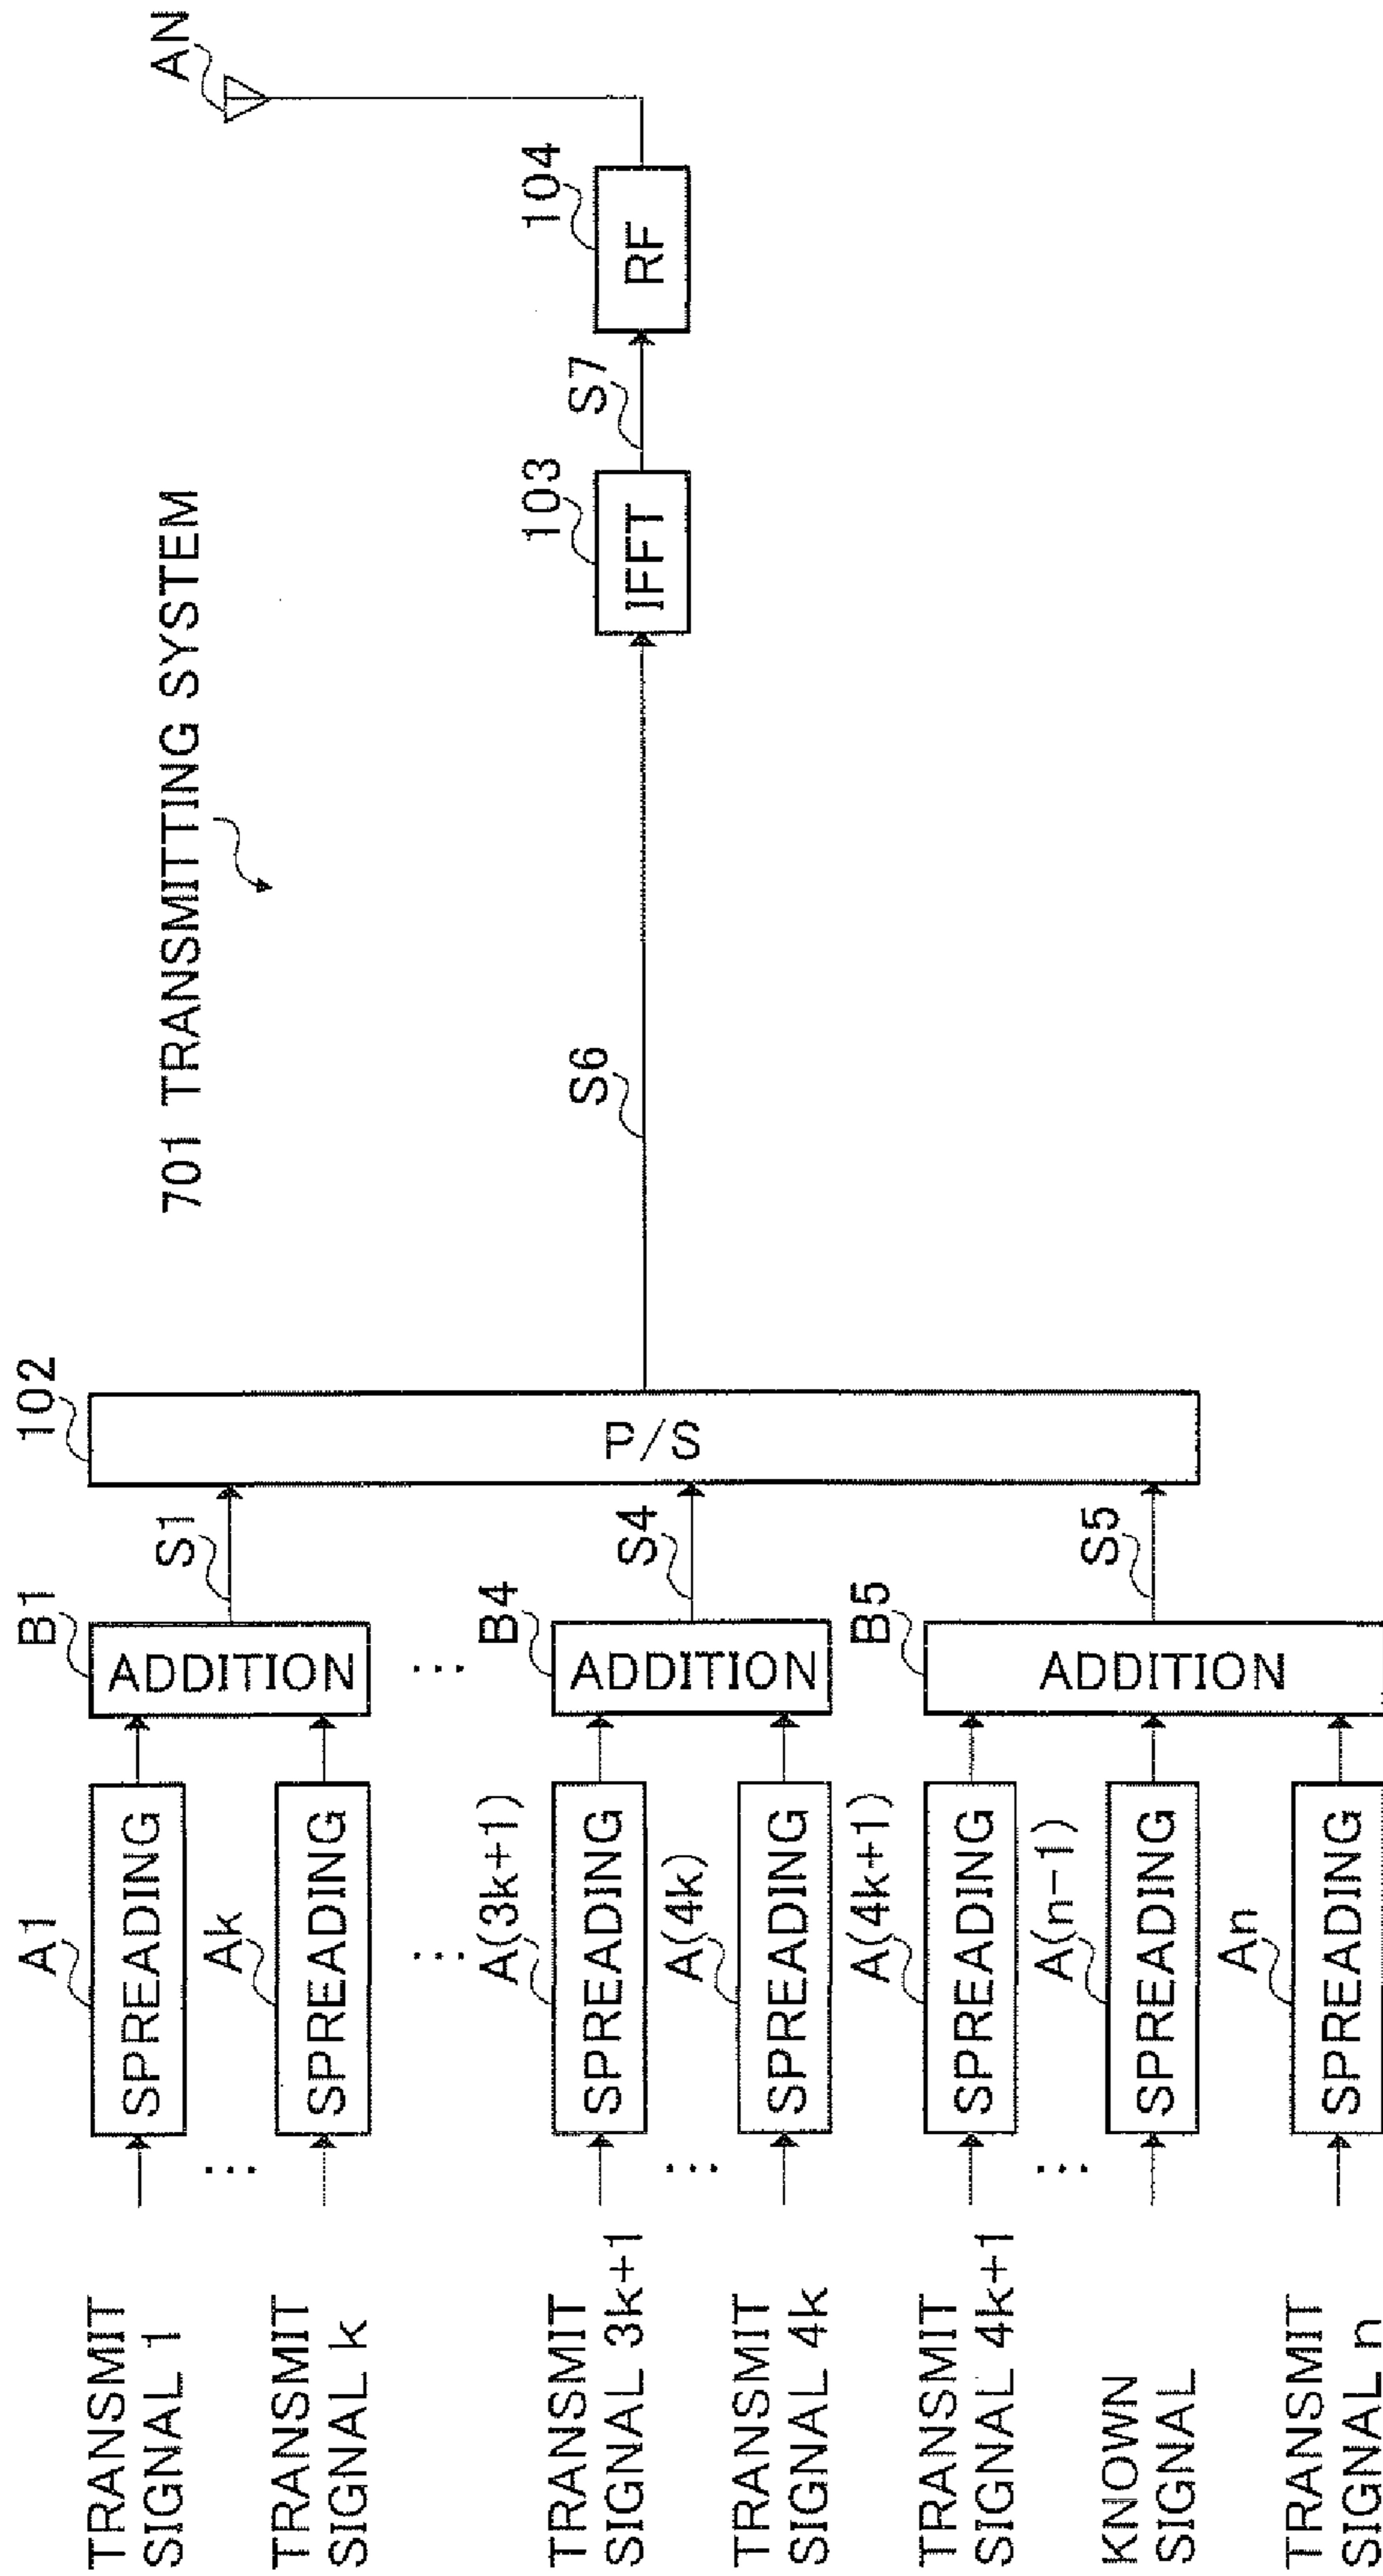 701 TRANSMITTING SYSTEM
AN
TRANSMIT
SIGNAL 1
A1
SPREADING
B1
ADDITION
S1
102
P/S
TRANSMIT
SIGNAL k
Ak
SPREADING
...
...
...
TRANSMIT
SIGNAL 3k+1
A(3k+1)
SPREADING
B4
ADDITION
S4
S6
103
IFFT
S7
104
RF
...
TRANSMIT
SIGNAL 4k
A(4k)
SPREADING
TRANSMIT
SIGNAL 4k+1
A(4k+1)
SPREADING
B5
ADDITION
S5
...
KNOWN
SIGNAL
A(n-1)
SPREADING
TRANSMIT
SIGNAL n
An
SPREADING